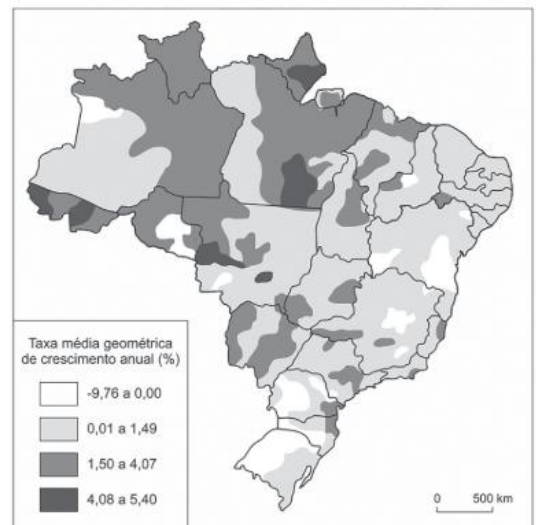 Taxa média geométrica
de crescimento anual (%)
-9,76 a 0,00
0,01 a 1,49
1,50 a 4,07
4,08 a 5,40
0 500 km